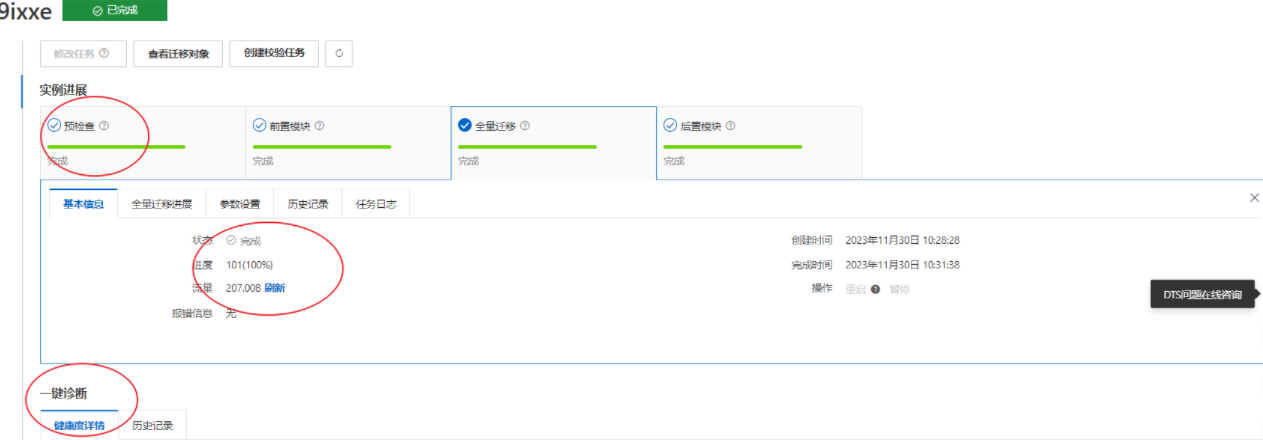 9ixxe 已完成
修改任务 查看迁移对象 创建校验任务
实例进展
预检查 前置模块 全量迁移 后置模块
完成 完成 完成 完成
基本信息 全量迁移进展 参数设置 历史记录 任务日志
状态 完成 创建时间 2023年11月30日 10:28:28
进度 101(100%) 完成时间 2023年11月30日 10:31:38
流量 207.00B 刷新 操作 重启 暂停
DTS问题在线咨询
报错信息 无
一键诊断
健康度详情 历史记录